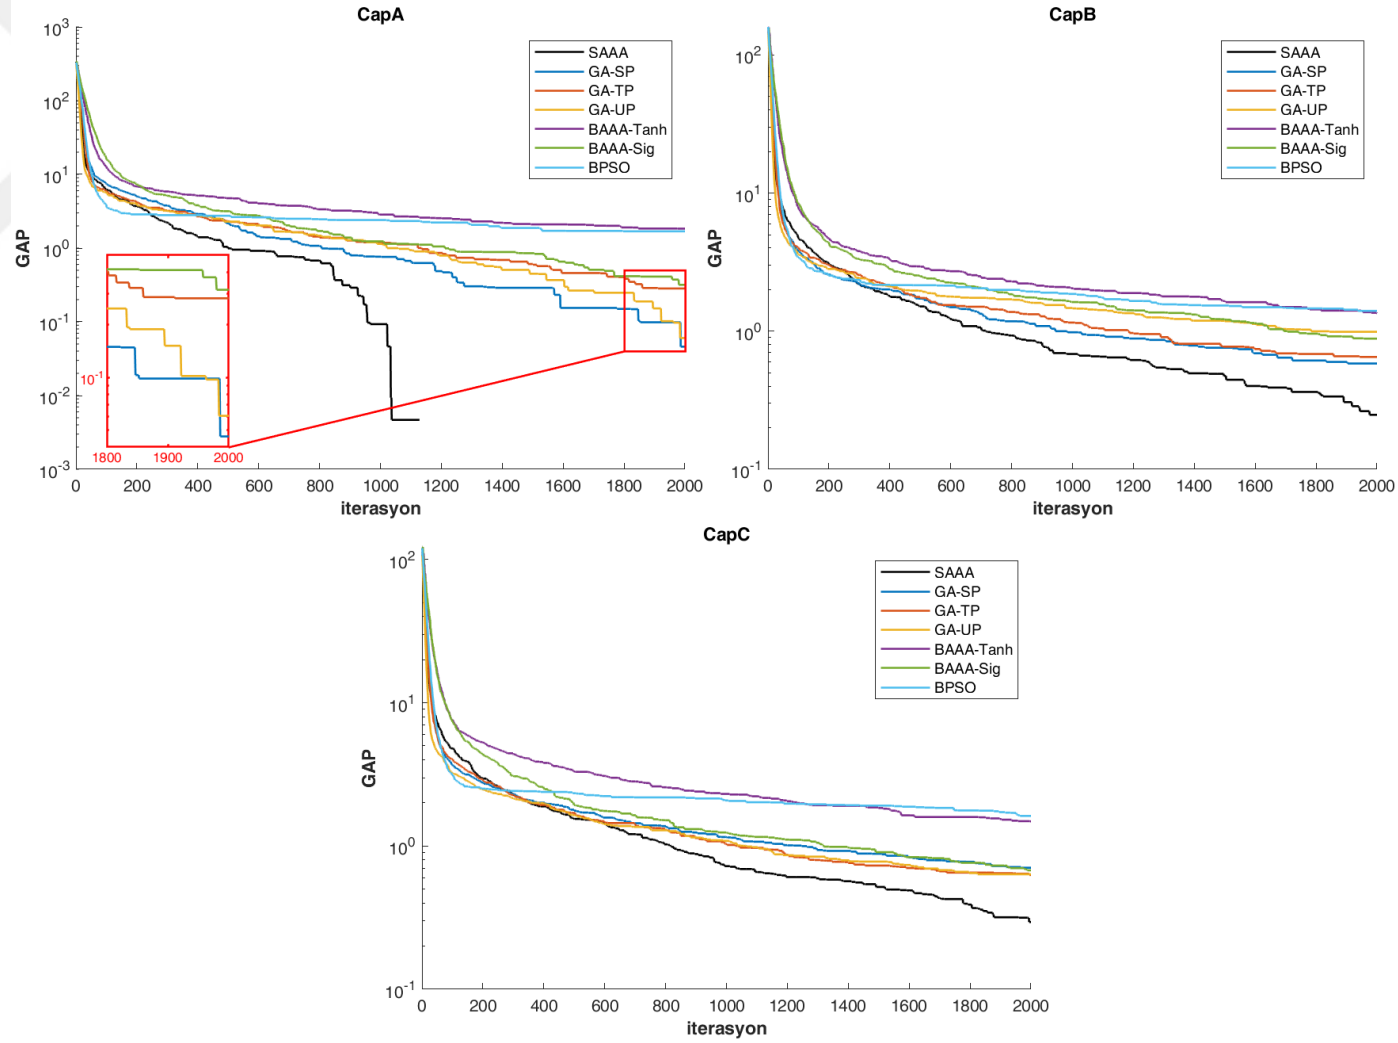 CapA
GAP
10^3
10^2
10^1
10^0
10^-1
10^-2
10^-3
SAAA
GA-SP
GA-TP
GA-UP
BAAA-Tanh
BAAA-Sig
BPSO
10^-1
1800 1900 2000
0 200 400 600 800 1000 1200 1400 1600 1800 2000
iterasyon
CapB
10^2
10^1
10^0
10^-1
SAAA
GA-SP
GA-TP
GA-UP
BAAA-Tanh
BAAA-Sig
BPSO
0 200 400 600 800 1000 1200 1400 1600 1800 2000
iterasyon
CapC
GAP
10^2
10^1
10^0
10^-1
SAAA
GA-SP
GA-TP
GA-UP
BAAA-Tanh
BAAA-Sig
BPSO
0 200 400 600 800 1000 1200 1400 1600 1800 2000
iterasyon